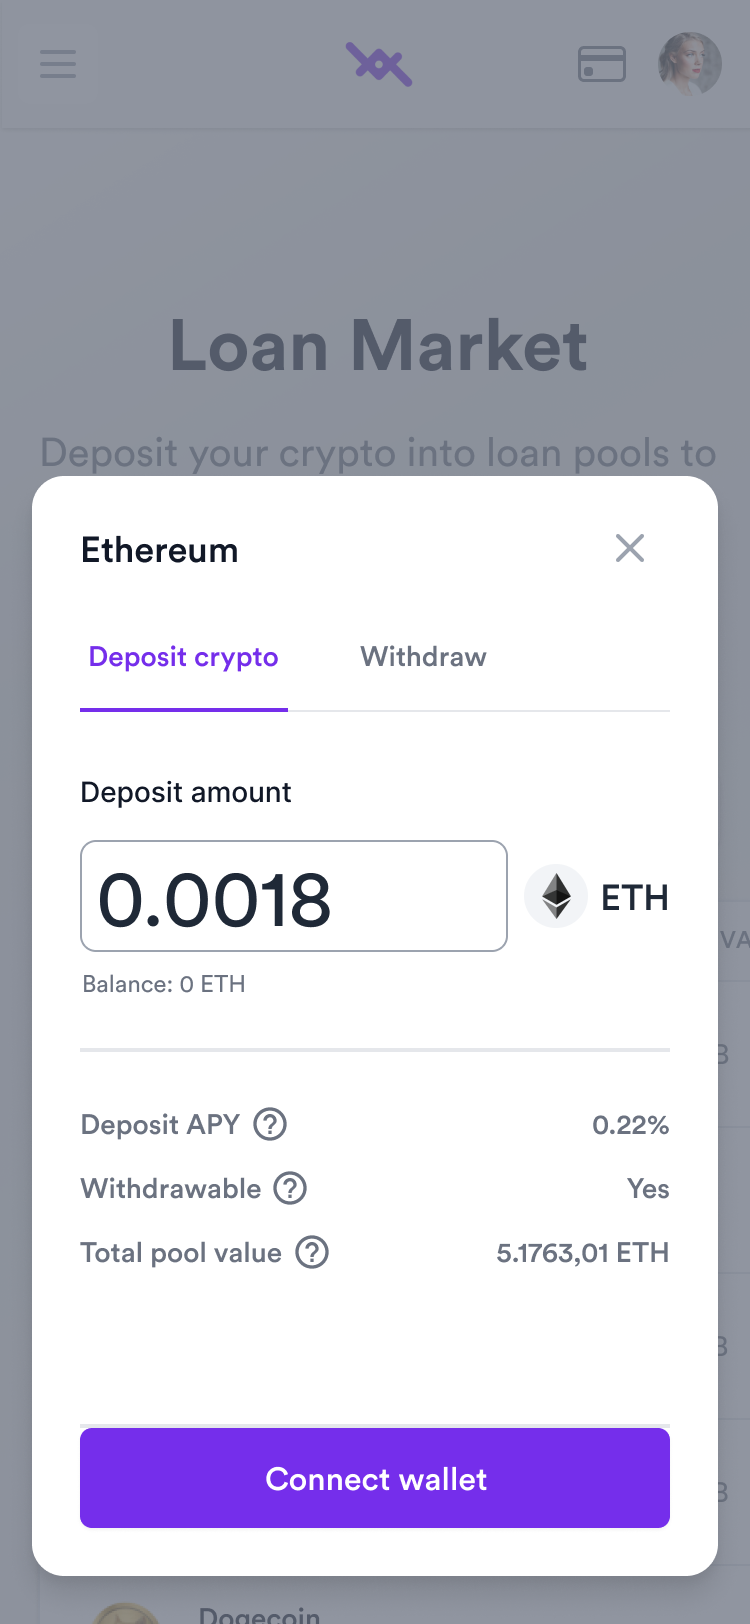 Loan Market
Deposit your crypto into loan pools to
Ethereum
Deposit crypto
Withdraw
Deposit amount
0.0018
ETH
Balance: 0 ETH
VA
B
Deposit APY
0.22%
Withdrawable
Yes
Total pool value
5.1763,01 ETH
B
Connect wallet
B
Dogecoin